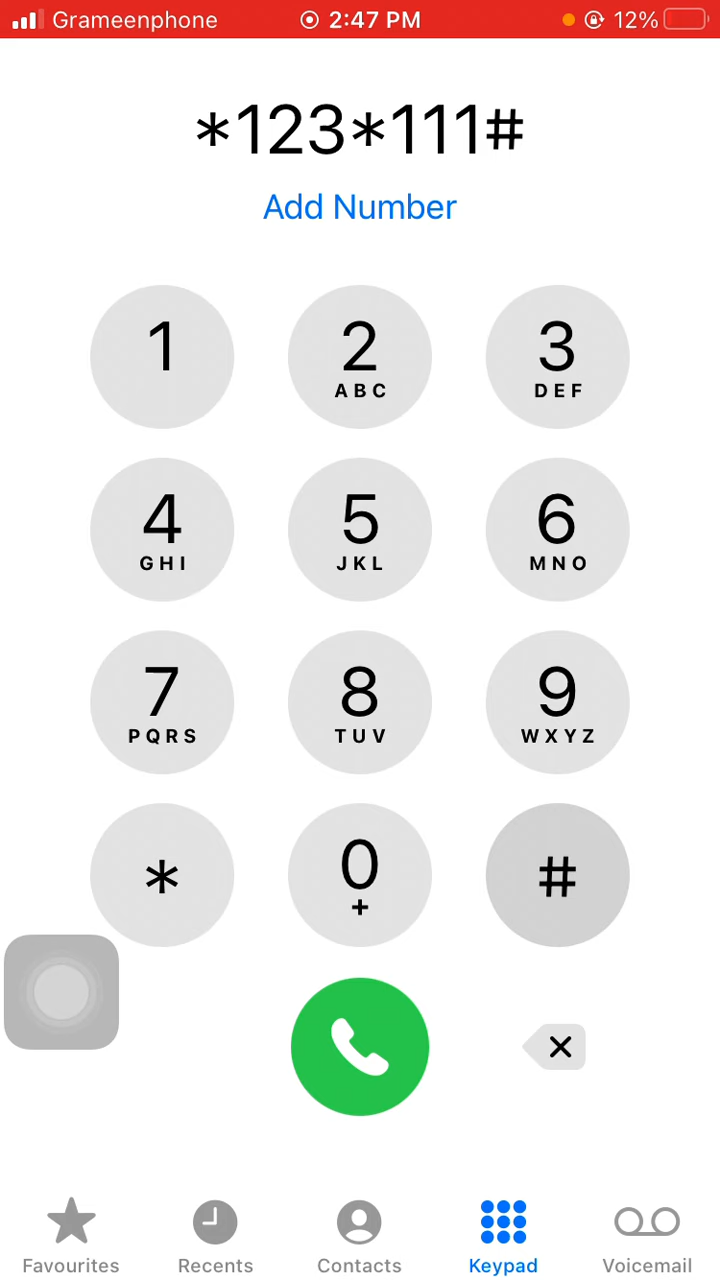 Grameenphone 2:47 PM 12%
*123*111#
Add Number
1 2 3
ABC DEF
4 5 6
GHI JKL MNO
7 8 9
PQRS TUV WXYZ
* 0 #
+
Favourites Recents Contacts Keypad Voicemail